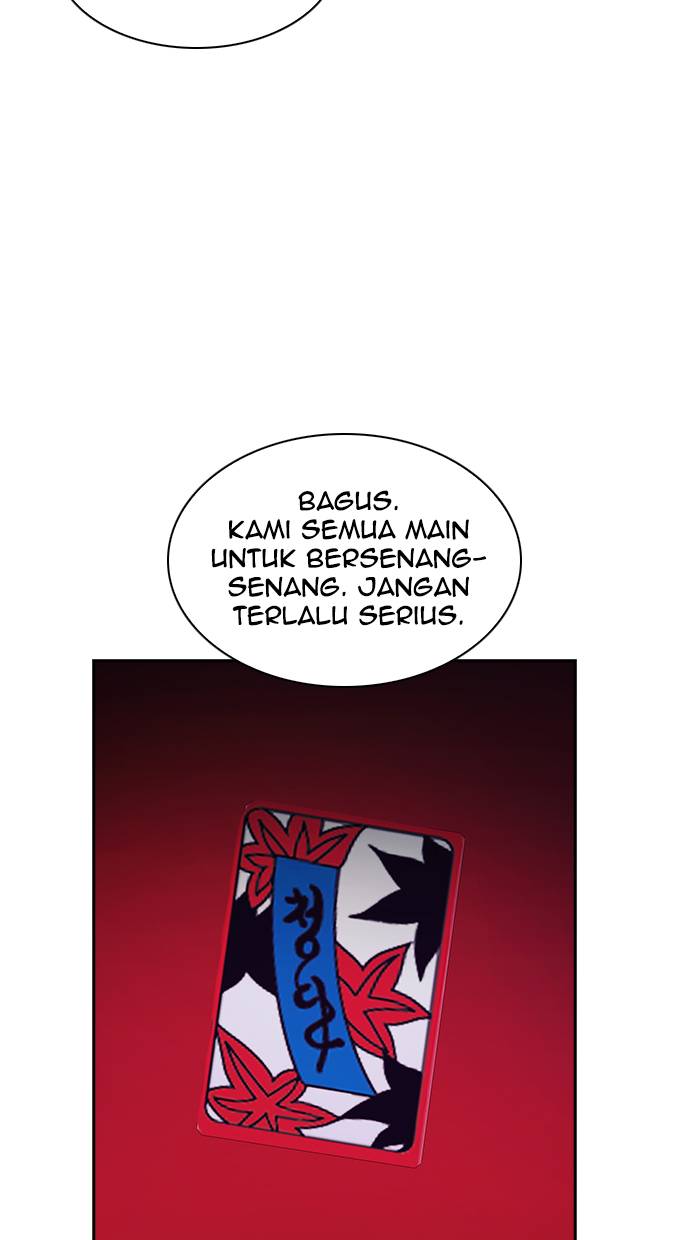 BAGUS.
KAMI SEMUA MAIN
UNTUK BERSENANG-
SENANG. JANGAN
TERLALU SERIUS.
청단